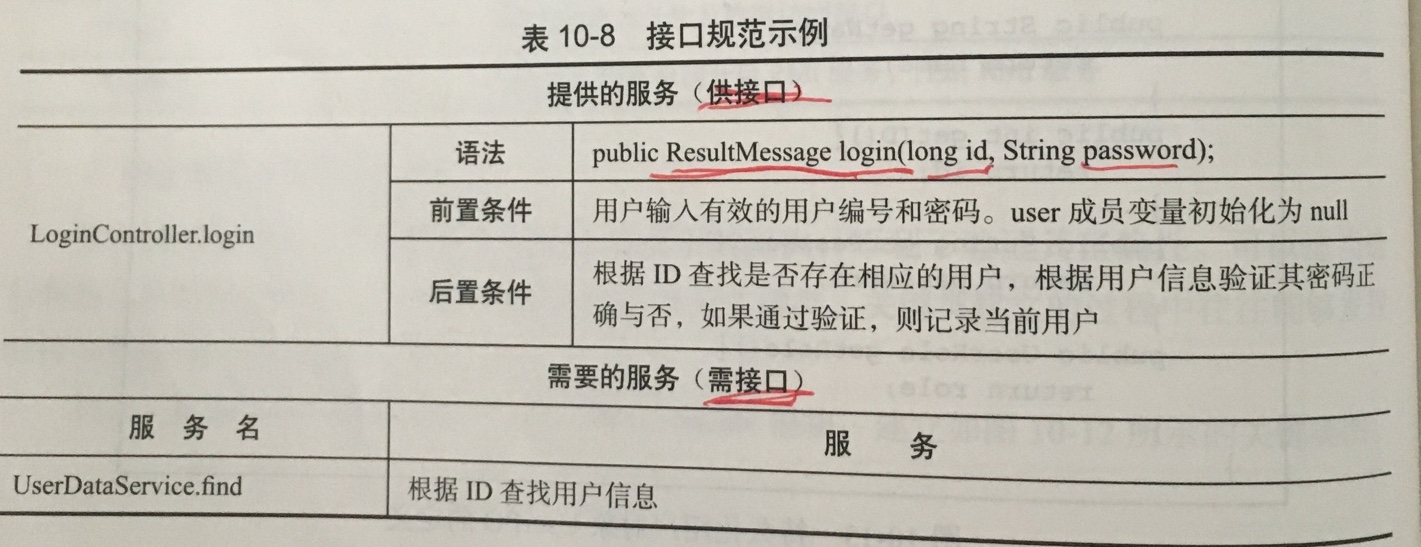 表 10-8 接口规范示例
提供的服务（供接口）
语法 public ResultMessage login(long id, String password);
前置条件 用户输入有效的用户编号和密码。user 成员变量初始化为 null
LoginController.login
后置条件 根据 ID 查找是否存在相应的用户，根据用户信息验证其密码正
确与否，如果通过验证，则记录当前用户
需要的服务（需接口）
服 务 名 服 务
UserDataService.find 根据 ID 查找用户信息